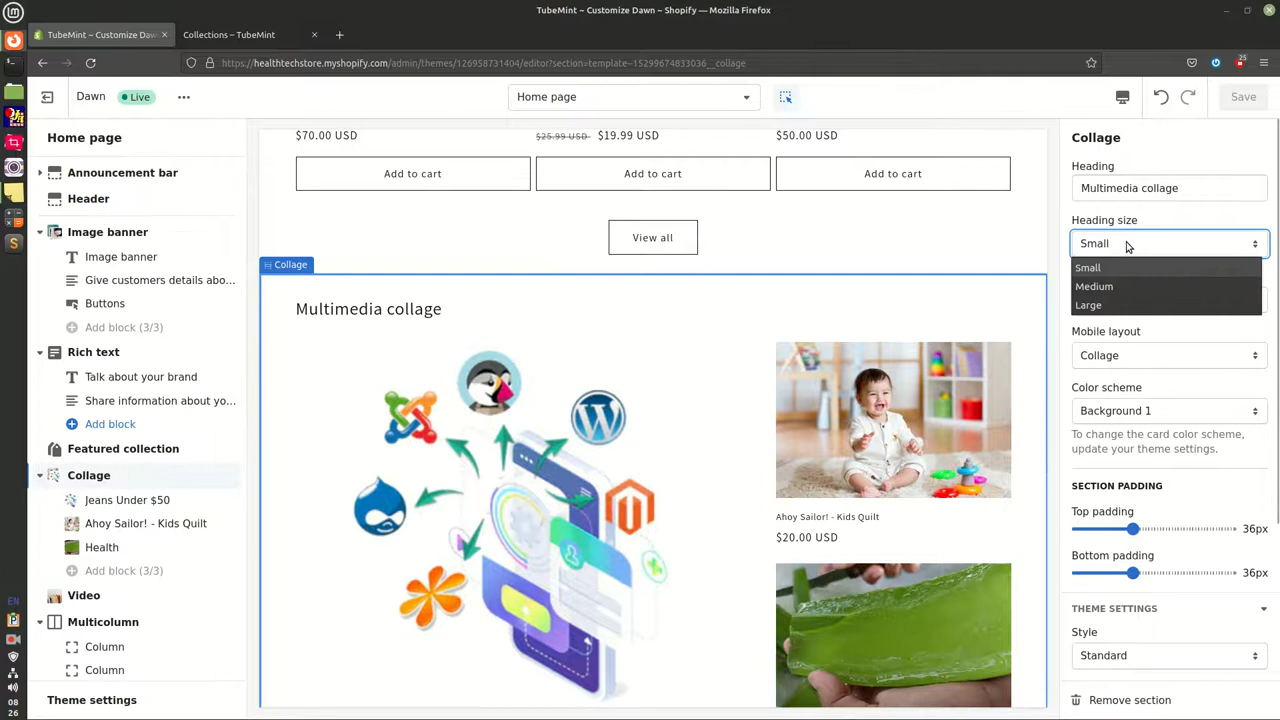 TubeMint ~ Customize Dawn ~ Shopify — Mozilla Firefox
TubeMint ~ Customize Dawn
Collections – TubeMint
https://healthtechstore.myshopify.com/admin/themes/126958731404/editor?section=template--15299674833036__collage
25
Dawn
Live
Home page
Save
Home page
Announcement bar
Header
Image banner
Image banner
Give customers details abo...
Buttons
Add block (3/3)
Rich text
Talk about your brand
Share information about yo...
Add block
Featured collection
Collage
Jeans Under $50
Ahoy Sailor! - Kids Quilt
Health
Add block (3/3)
Video
Multicolumn
Column
Column
Theme settings
EN
08
26
$70.00 USD
$25.99 USD $19.99 USD
$50.00 USD
Add to cart
Add to cart
Add to cart
View all
Collage
Multimedia collage
Ahoy Sailor! - Kids Quilt
$20.00 USD
Collage
Heading
Multimedia collage
Heading size
Small
Small
Medium
Large
Mobile layout
Collage
Color scheme
Background 1
To change the card color scheme,
update your theme settings.
SECTION PADDING
Top padding
36px
Bottom padding
36px
THEME SETTINGS
Style
Standard
Remove section